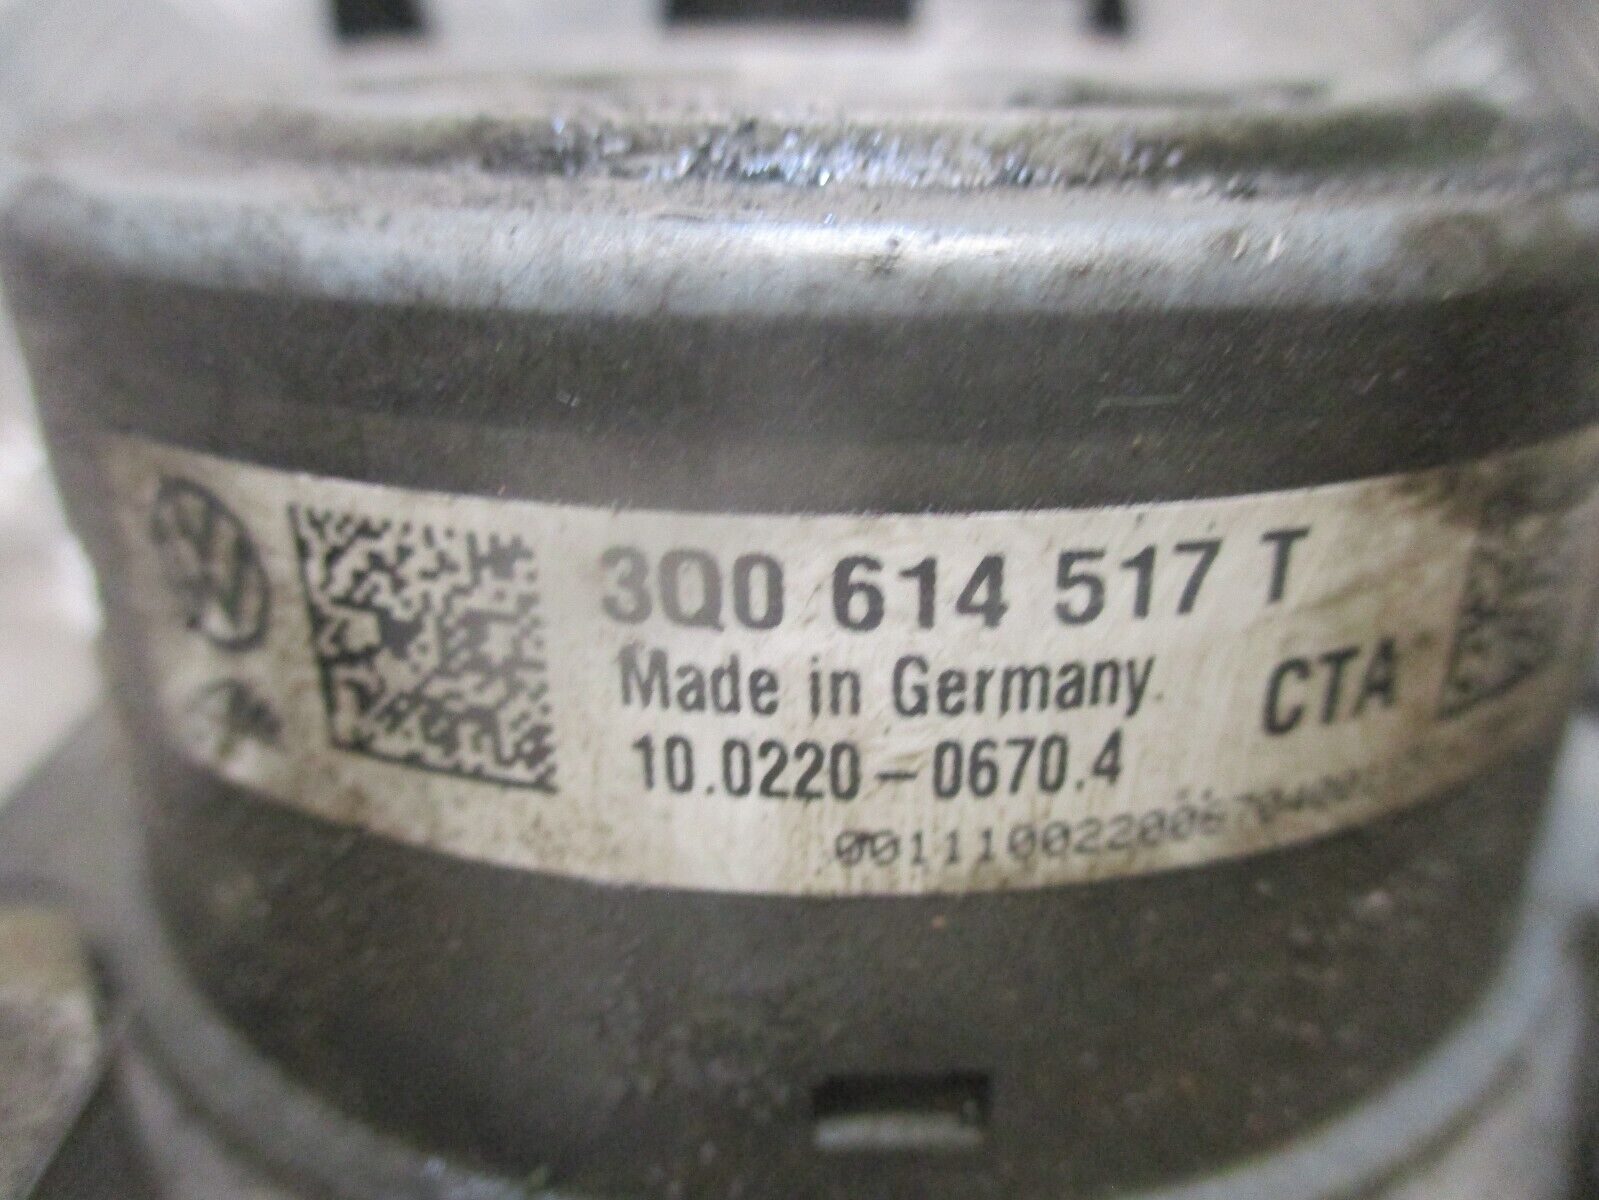 3Q0 614 517 T
Made in Germany
CTA
10.0220-0670.4